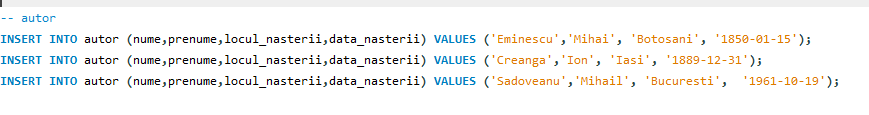 -- autor
INSERT INTO autor (nume,prenume,locul_nasterii,data_nasterii) VALUES ('Eminescu','Mihai', 'Botosani', '1850-01-15');
INSERT INTO autor (nume,prenume,locul_nasterii,data_nasterii) VALUES ('Creanga','Ion', 'Iasi', '1889-12-31');
INSERT INTO autor (nume,prenume,locul_nasterii,data_nasterii) VALUES ('Sadoveanu','Mihail', 'Bucuresti',  '1961-10-19');